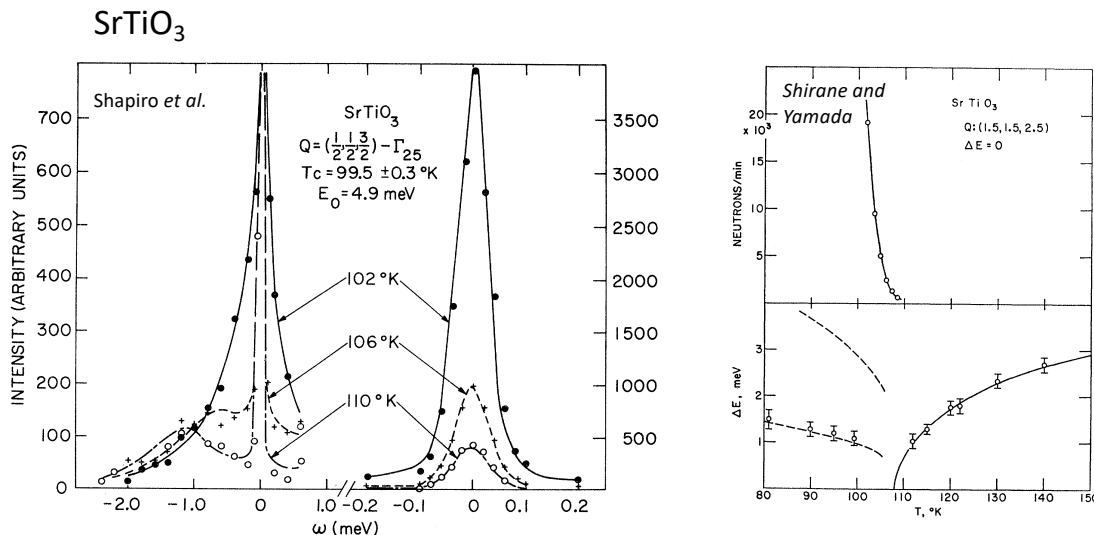 SrTiO₃
Shapiro et al.
SrTiO₃
Q=(½,½,3/2)−Γ₂₅
Tc=99.5 ±0.3 °K
E₀=4.9 meV
INTENSITY (ARBITRARY UNITS)
700
600
500
400
300
200
100
0
3500
3000
2500
2000
1500
1000
500
102 °K
106 °K
110 °K
-2.0
-1.0
0
1.0
-0.2
-0.1
0
0.1
0.2
ω (meV)
Shirane and
Yamada
Sr Ti O₃
Q: (1.5, 1.5, 2.5)
ΔE = 0
20
x 10³
15
10
5
NEUTRONS/min
3
2
1
ΔE, meV
80
90
100
110
120
130
140
150
T, °K